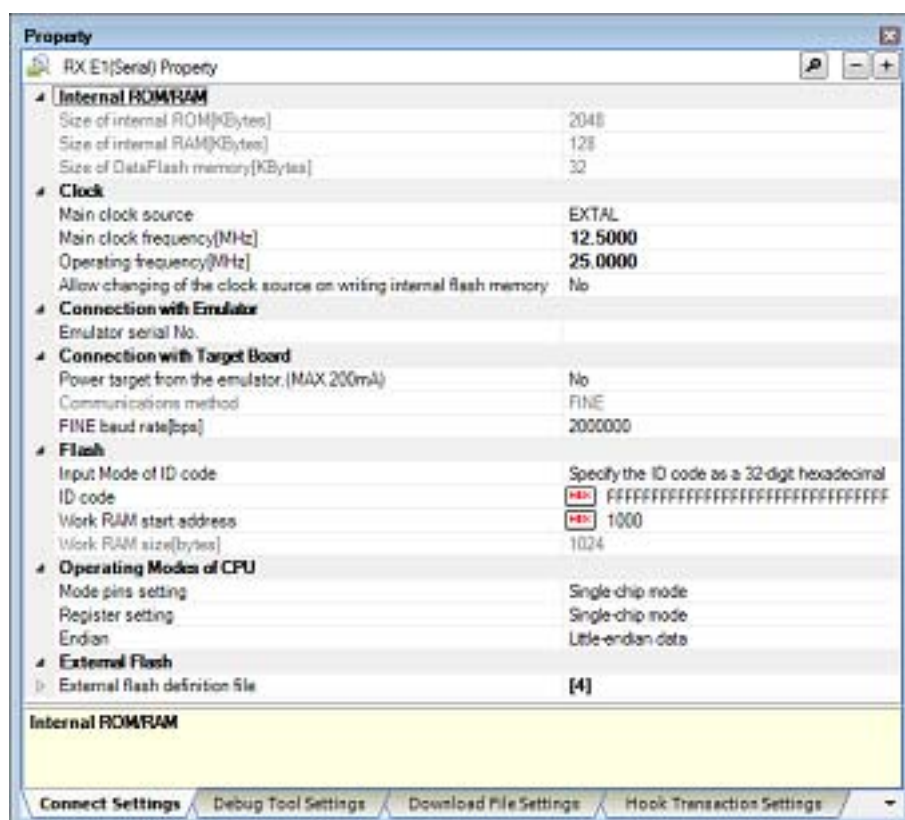 Property
RX E1(Serial) Property
Internal ROM/RAM
Size of internal ROM[KBytes] 2048
Size of internal RAM[KBytes] 128
Size of DataFlash memory[KBytes] 32
Clock
Main clock source EXTAL
Main clock frequency[MHz] 12.5000
Operating frequency[MHz] 25.0000
Allow changing of the clock source on writing internal flash memory No
Connection with Emulator
Emulator serial No.
Connection with Target Board
Power target from the emulator.(MAX 200mA) No
Communications method FINE
FINE baud rate[bps] 2000000
Flash
Input Mode of ID code Specify the ID code as a 32-digit hexadecimal
ID code HEX FFFFFFFFFFFFFFFFFFFFFFFFFFFFFFFF
Work RAM start address HEX 1000
Work RAM size[bytes] 1024
Operating Modes of CPU
Mode pins setting Single-chip mode
Register setting Single-chip mode
Endian Little-endian data
External Flash
External flash definition file [4]
Internal ROM/RAM
Connect Settings Debug Tool Settings Download File Settings Hook Transaction Settings